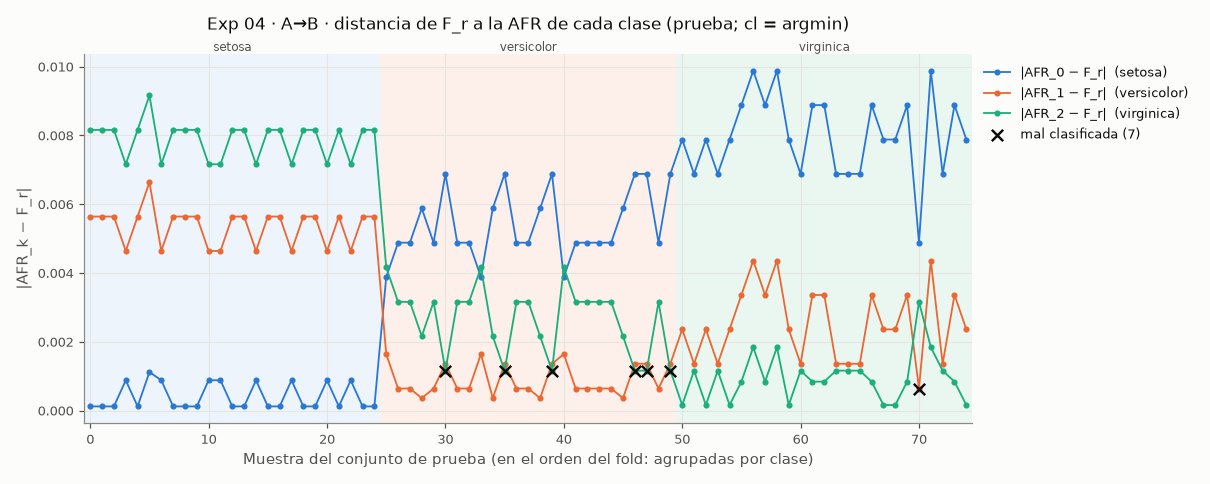 Exp 04 · A→B · distancia de F_r a la AFR de cada clase (prueba; cl = argmin)
setosa versicolor virginica
|AFR_k − F_r|
0.010
0.008
0.006
0.004
0.002
0.000
0 10 20 30 40 50 60 70
Muestra del conjunto de prueba (en el orden del fold: agrupadas por clase)
|AFR_0 − F_r| (setosa)
|AFR_1 − F_r| (versicolor)
|AFR_2 − F_r| (virginica)
mal clasificada (7)